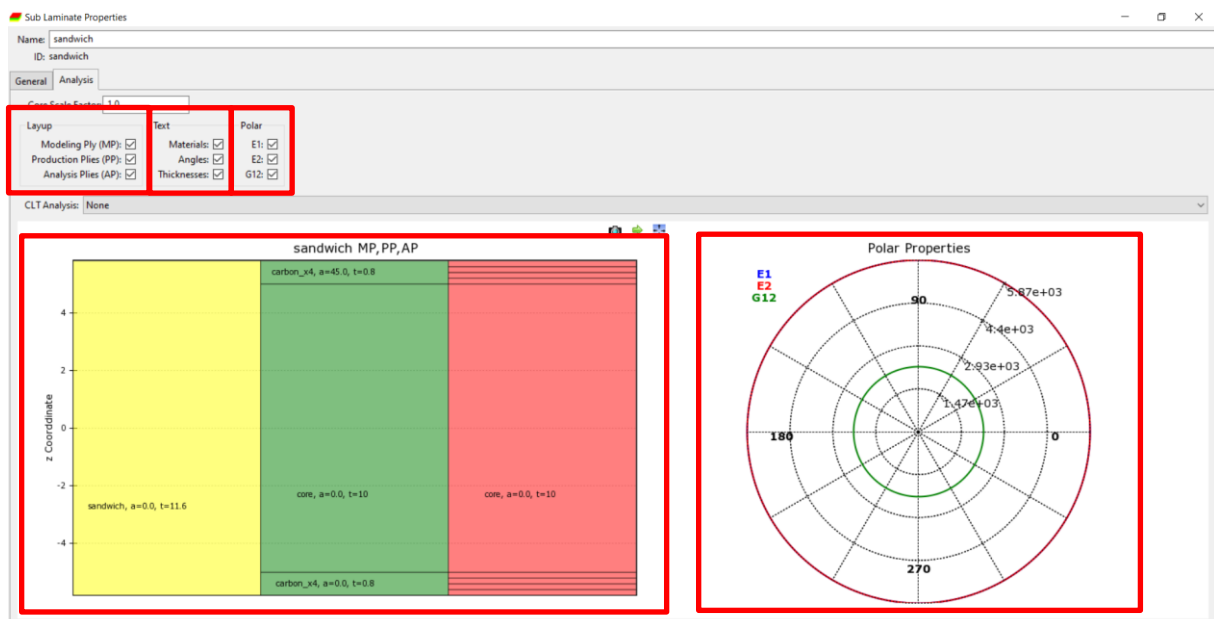 Sub Laminate Properties
Name: sandwich
ID: sandwich
General Analysis
Core Scale Factor: 1.0
Layup Text Polar
Modeling Ply (MP): Materials: E1:
Production Plies (PP): Angles: E2:
Analysis Plies (AP): Thicknesses: G12:
CLT Analysis: None
sandwich MP,PP,AP
carbon_x4, a=45.0, t=0.8
4
2
0
-2
-4
z Coorddinate
sandwich, a=0.0, t=11.6
core, a=0.0, t=10
core, a=0.0, t=10
carbon_x4, a=0.0, t=0.8
Polar Properties
E1
E2
G12
90
5.87e+03
4.4e+03
2.93e+03
1.47e+03
180
0
270